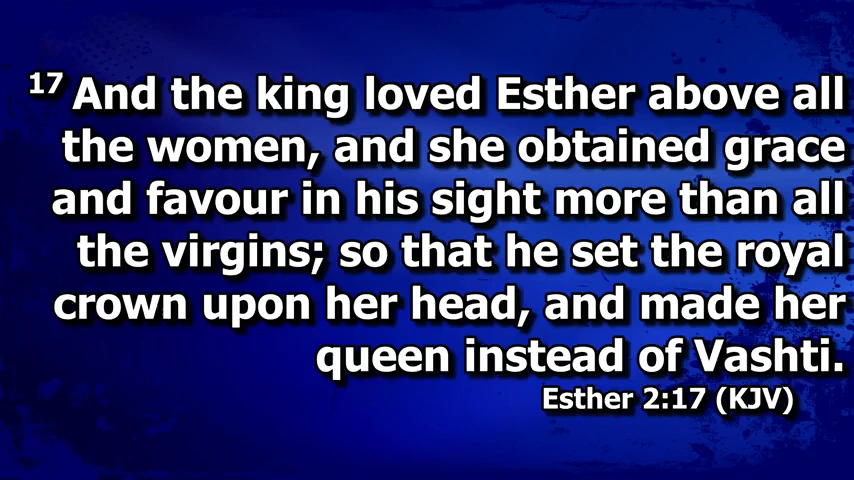 17 And the king loved Esther above all
the women, and she obtained grace
and favour in his sight more than all
the virgins; so that he set the royal
crown upon her head, and made her
queen instead of Vashti.
Esther 2:17 (KJV)